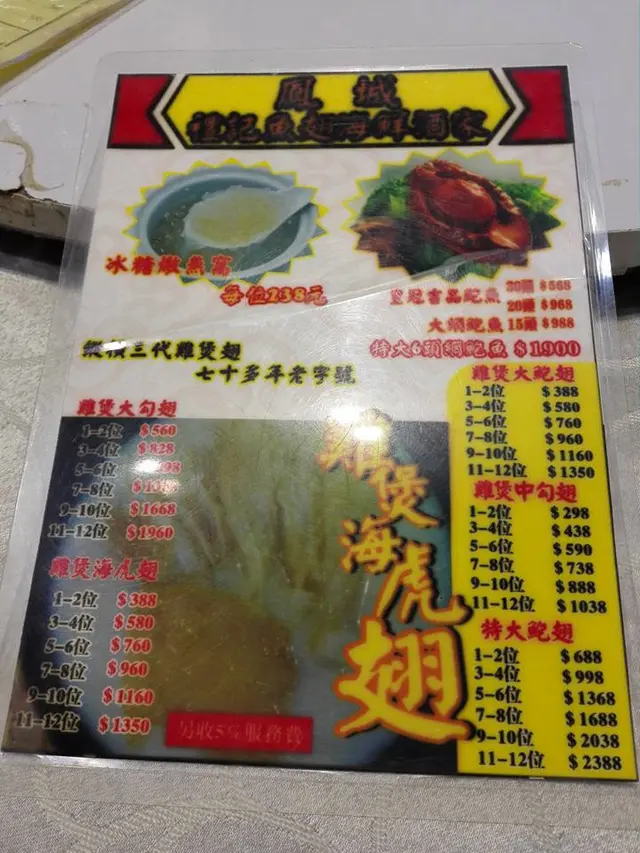 鳳城
禮記魚翅海鮮酒家
冰糖燉燕窩
每位238元
皇冠吉品鮑魚 30頭 $568
20頭 $968
大網鮑魚 15頭 $988
特大6頭網鮑魚 $1900
縱橫三代雞煲翅
七十多年老字號
雞煲大勾翅
1-2位 $560
3-4位 $828
5-6位
7-8位
9-10位 $1668
11-12位 $1960
雞煲海虎翅
1-2位 $388
3-4位 $580
5-6位 $760
7-8位 $960
9-10位 $1160
11-12位 $1350
雞煲海虎翅
另收5%服務費
雞煲大鮑翅
1-2位 $388
3-4位 $580
5-6位 $760
7-8位 $960
9-10位 $1160
11-12位 $1350
雞煲中勾翅
1-2位 $298
3-4位 $438
5-6位 $590
7-8位 $738
9-10位 $888
11-12位 $1038
特大鮑翅
1-2位 $688
3-4位 $998
5-6位 $1368
7-8位 $1688
9-10位 $2038
11-12位 $2388